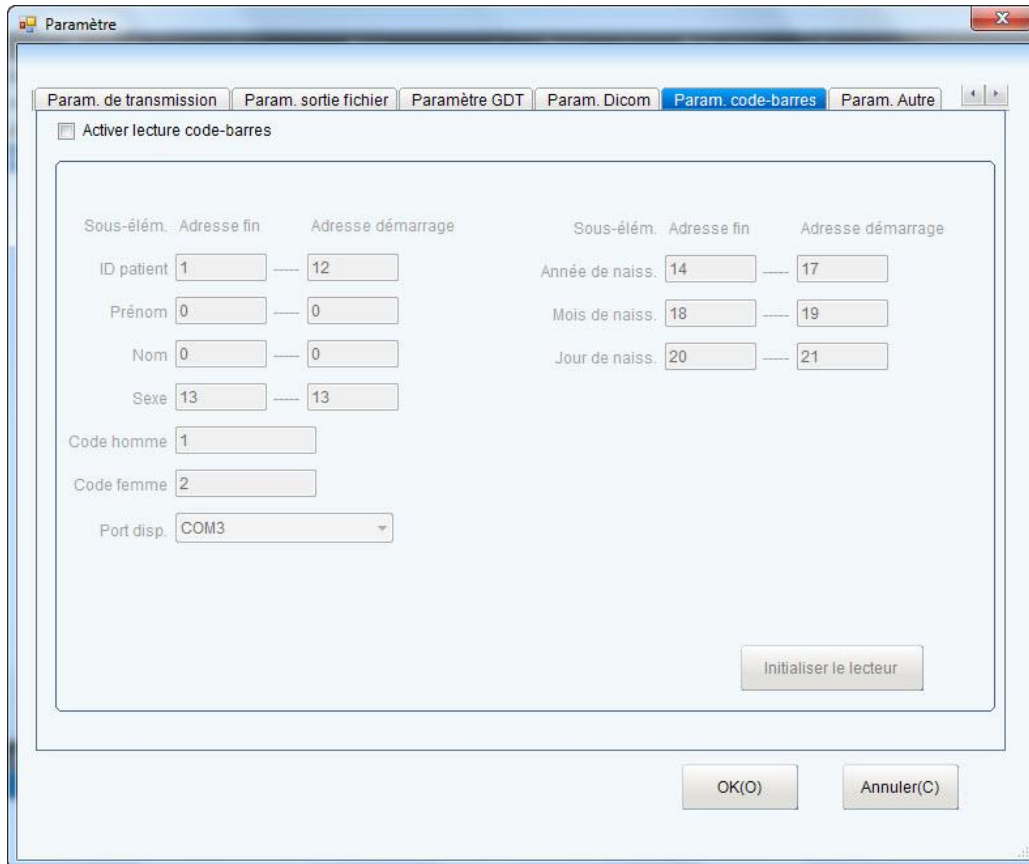 Paramètre
Param. de transmission Param. sortie fichier Paramètre GDT Param. Dicom Param. code-barres Param. Autre
Activer lecture code-barres
Sous-élém. Adresse fin Adresse démarrage
ID patient 1 ----- 12
Prénom 0 ----- 0
Nom 0 ----- 0
Sexe 13 ----- 13
Code homme 1
Code femme 2
Port disp. COM3
Sous-élém. Adresse fin Adresse démarrage
Année de naiss. 14 ----- 17
Mois de naiss. 18 ----- 19
Jour de naiss. 20 ----- 21
Initialiser le lecteur
OK(O) Annuler(C)